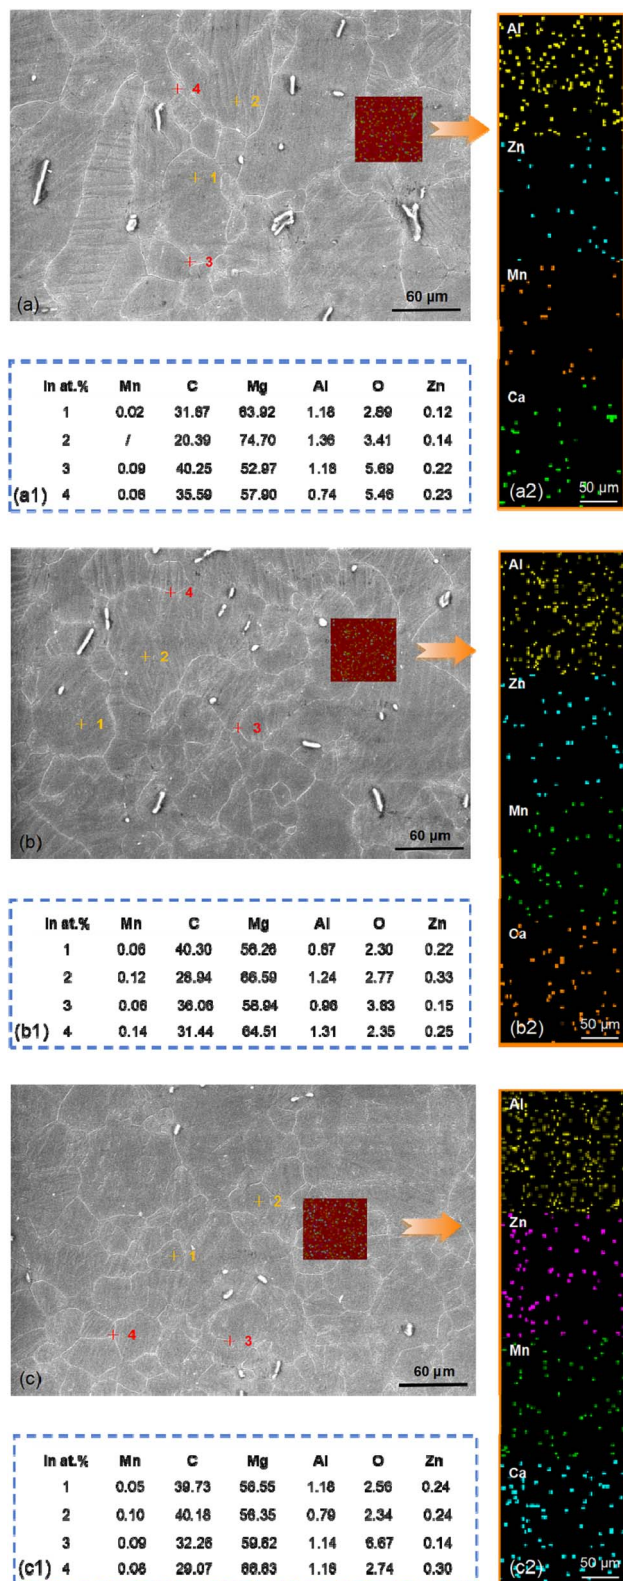 Al
4
2
1
3
60 µm
(a)
Zn
Mn
Ca
50 µm
(a2)
in at.% Mn C Mg Al O Zn
1 0.02 31.87 63.92 1.18 2.89 0.12
2 / 20.39 74.70 1.36 3.41 0.14
3 0.09 40.25 52.97 1.18 5.69 0.22
4 0.06 35.59 57.90 0.74 5.46 0.23
(a1)
Al
4
2
1
3
60 µm
(b)
Zn
Mn
Ca
50 µm
(b2)
in at.% Mn C Mg Al O Zn
1 0.06 40.30 56.26 0.87 2.30 0.22
2 0.12 28.94 66.59 1.24 2.77 0.33
3 0.06 36.06 58.94 0.96 3.83 0.15
4 0.14 31.44 64.51 1.31 2.35 0.25
(b1)
Al
2
1
4
3
60 µm
(c)
Zn
Mn
Ca
50 µm
(c2)
in at.% Mn C Mg Al O Zn
1 0.05 39.73 56.55 1.18 2.56 0.24
2 0.10 40.18 56.35 0.79 2.34 0.24
3 0.09 32.26 59.62 1.14 6.67 0.14
4 0.06 29.07 66.63 1.16 2.74 0.30
(c1)